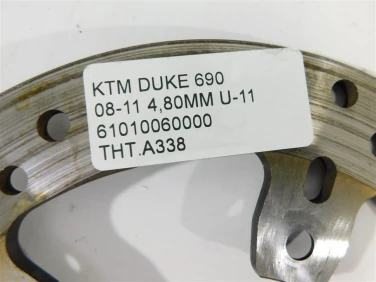 KTM DUKE 690
08-11 4,80MM U-11
61010060000
THT.A338